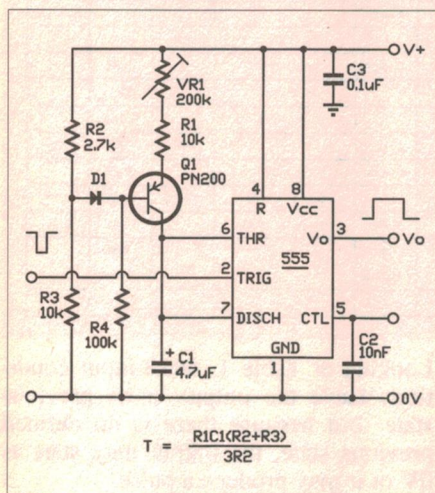 V+
C3
0.1uF
VR1
200k
R2
2.7k
R1
10k
Q1
PN200
D1
4
8
R
Vcc
6
THR
Vo
3
Vo
555
2
TRIG
7
DISCH
CTL
5
R3
10k
R4
100k
GND
1
C1
+
4.7uF
C2
10nF
0V
T = R1C1(R2+R3)
3R2